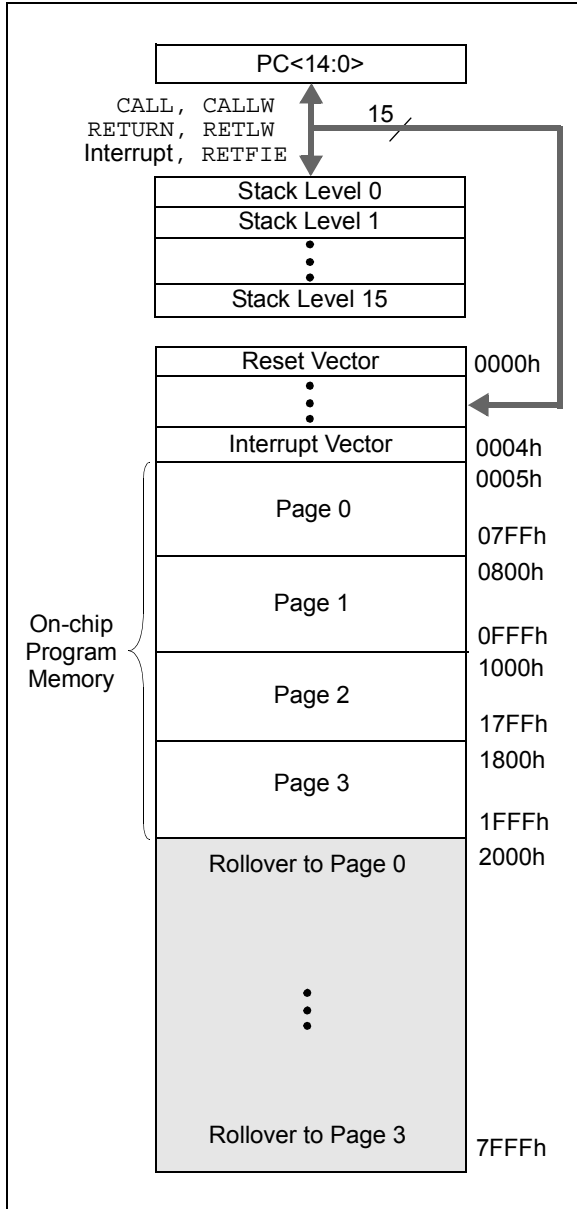 PC<14:0>
CALL, CALLW
RETURN, RETLW
Interrupt, RETFIE
15
Stack Level 0
Stack Level 1
Stack Level 15
Reset Vector
0000h
Interrupt Vector
0004h
0005h
Page 0
07FFh
0800h
Page 1
0FFFh
On-chip
Program
Memory
1000h
Page 2
17FFh
1800h
Page 3
1FFFh
Rollover to Page 0
2000h
Rollover to Page 3
7FFFh